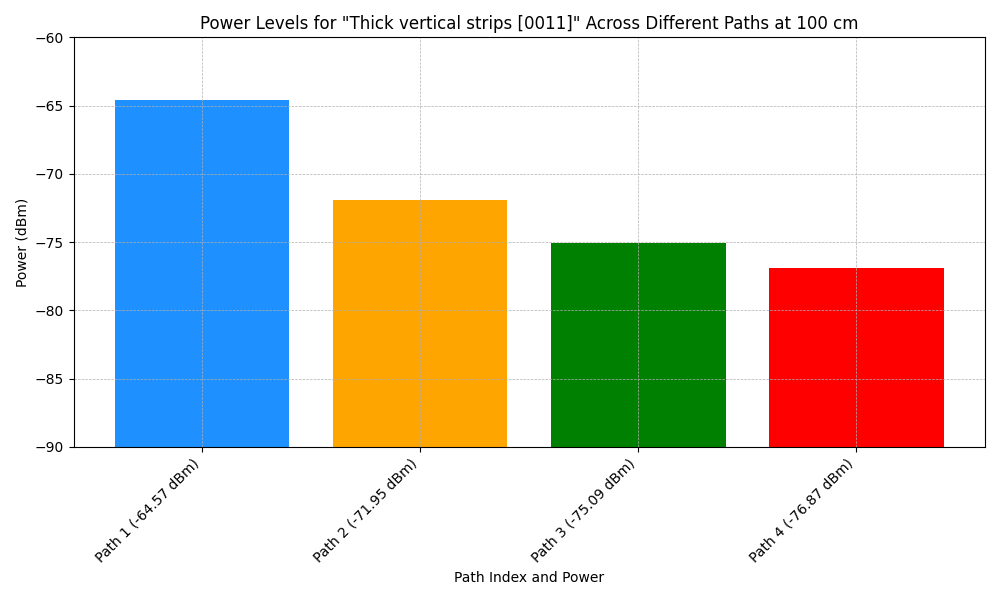 Power Levels for "Thick vertical strips [0011]" Across Different Paths at 100 cm
−60
−65
−70
−75
−80
−85
−90
Power (dBm)
Path 1 (-64.57 dBm)
Path 2 (-71.95 dBm)
Path 3 (-75.09 dBm)
Path 4 (-76.87 dBm)
Path Index and Power